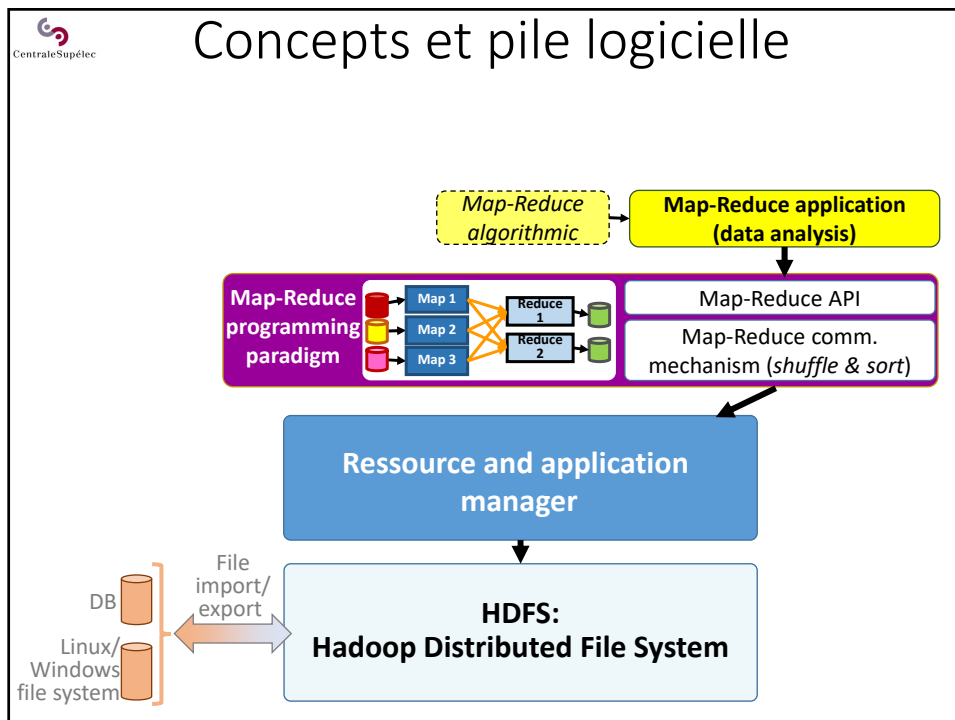 CentraleSupélec
Concepts et pile logicielle
Map-Reduce
algorithmic
Map-Reduce application
(data analysis)
Map-Reduce
programming
paradigm
Map 1
Map 2
Map 3
Reduce
1
Reduce
2
Map-Reduce API
Map-Reduce comm.
mechanism (shuffle & sort)
Ressource and application
manager
File
import/
export
DB
Linux/
Windows
file system
HDFS:
Hadoop Distributed File System